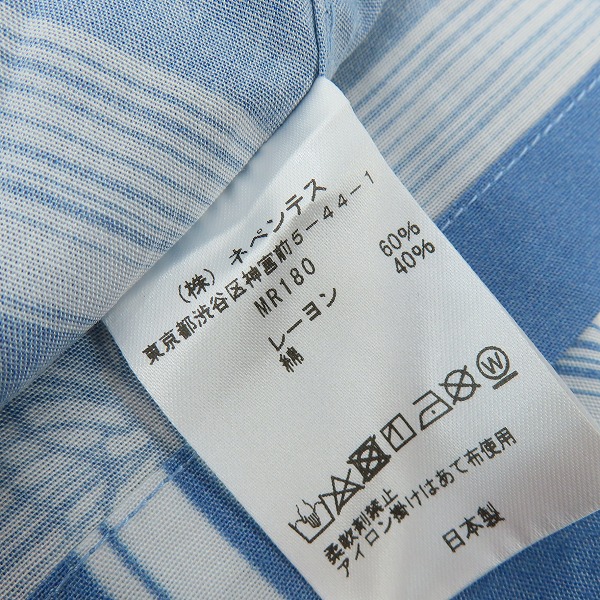 (株) ネペンテス
東京都渋谷区神宮前5-44-1
MR180
レーヨン 60%
綿 40%
柔軟剤禁止
アイロン掛けはあて布使用
日本製